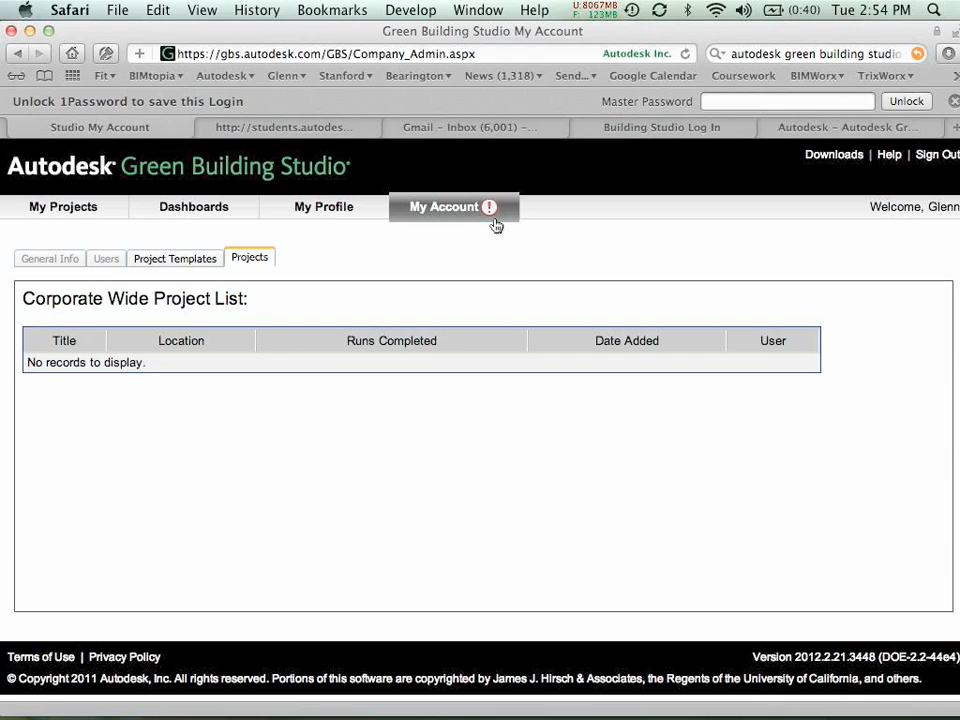 Safari File Edit View History Bookmarks Develop Window Help U:8067MB F: 123MB (0:40) Tue 2:54 PM
Green Building Studio My Account
https://gbs.autodesk.com/GBS/Company_Admin.aspx Autodesk Inc. autodesk green building studio
Fit BIMtopia Autodesk Glenn Stanford Bearington News (1,318) Send... Google Calendar Coursework BIMWorx TrixWorx
Unlock 1Password to save this Login Master Password Unlock
Studio My Account http://students.autodes... Gmail – Inbox (6,001) –... Building Studio Log In Autodesk – Autodesk Gr...
Downloads | Help | Sign Out
Autodesk Green Building Studio
My Projects Dashboards My Profile My Account ! Welcome, Glenn
General Info Users Project Templates Projects
Corporate Wide Project List:
Title Location Runs Completed Date Added User
No records to display.
Terms of Use | Privacy Policy Version 2012.2.21.3448 (DOE-2.2-44e4)
© Copyright 2011 Autodesk, Inc. All rights reserved. Portions of this software are copyrighted by James J. Hirsch & Associates, the Regents of the University of California, and others.